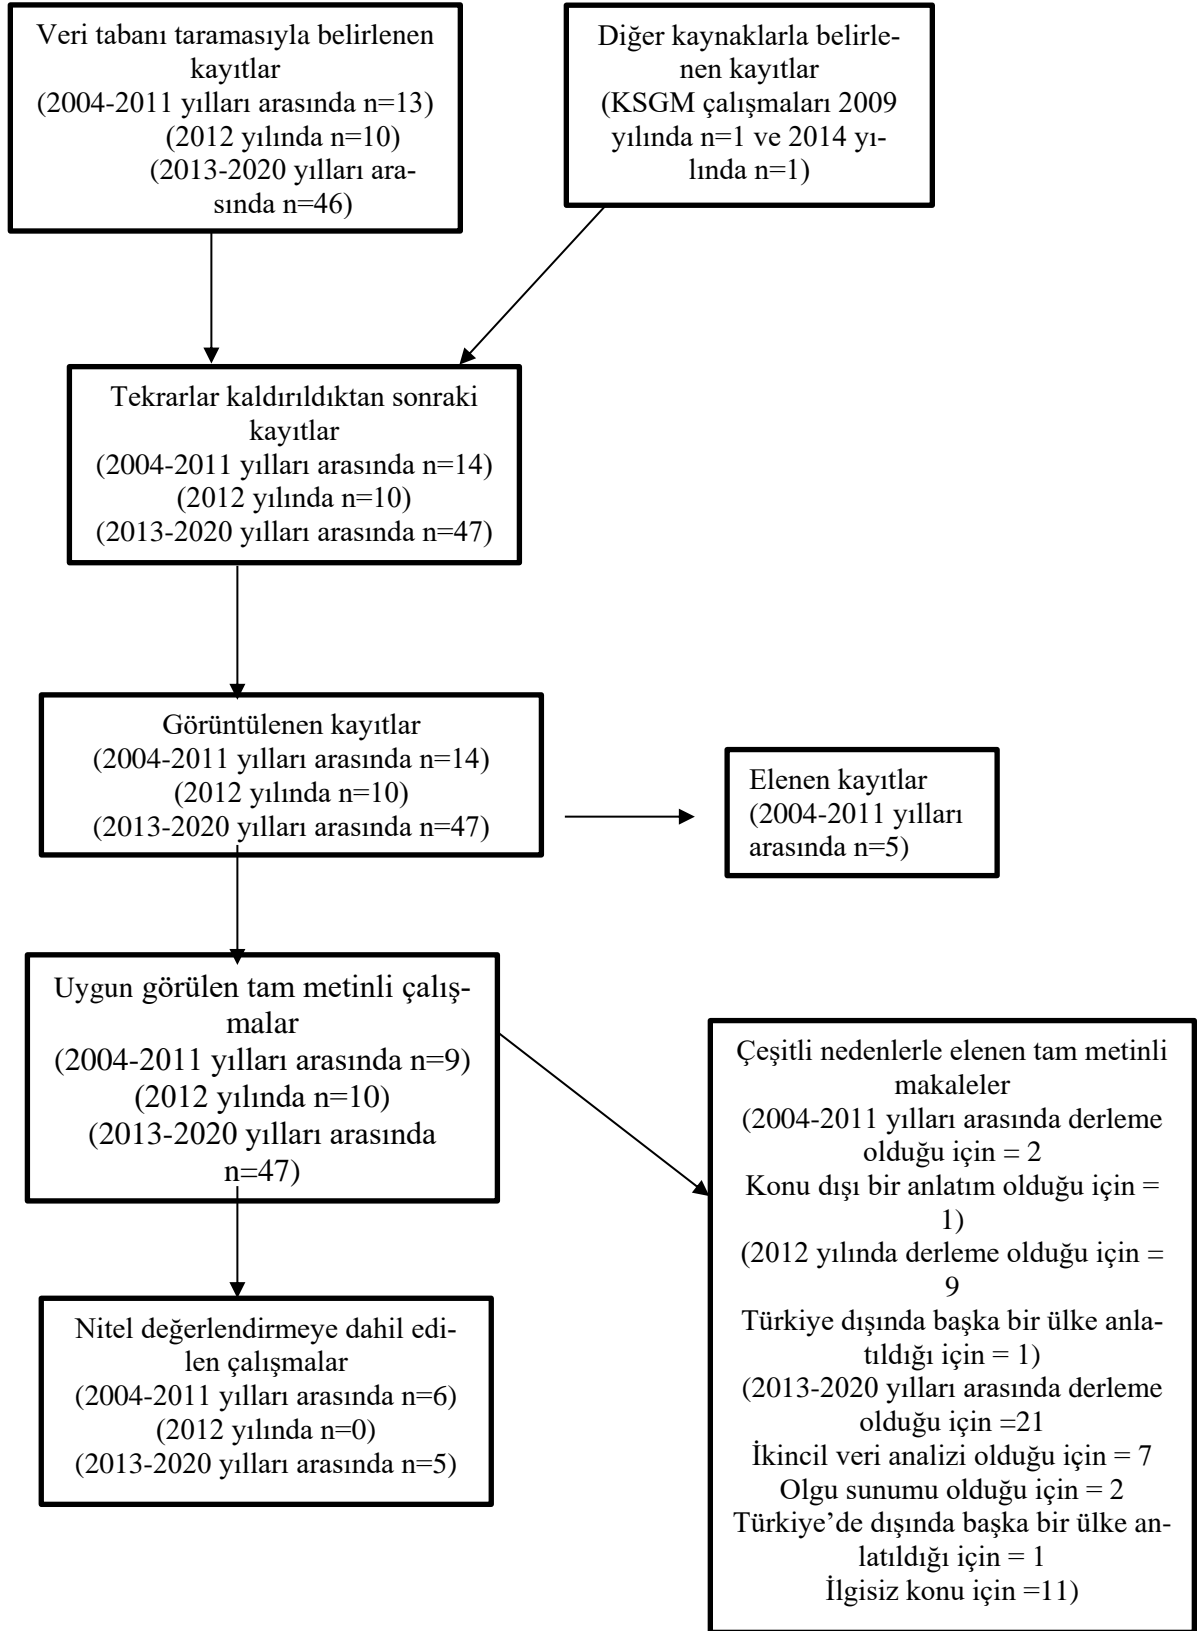 Veri tabanı taramasıyla belirlenen
kayıtlar
(2004-2011 yılları arasında n=13)
(2012 yılında n=10)
(2013-2020 yılları ara-
sında n=46)
Diğer kaynaklarla belirle-
nen kayıtlar
(KSGM çalışmaları 2009
yılında n=1 ve 2014 yı-
lında n=1)
Tekrarlar kaldırıldıktan sonraki
kayıtlar
(2004-2011 yılları arasında n=14)
(2012 yılında n=10)
(2013-2020 yılları arasında n=47)
Görüntülenen kayıtlar
(2004-2011 yılları arasında n=14)
(2012 yılında n=10)
(2013-2020 yılları arasında n=47)
Elenen kayıtlar
(2004-2011 yılları
arasında n=5)
Uygun görülen tam metinli çalış-
malar
(2004-2011 yılları arasında n=9)
(2012 yılında n=10)
(2013-2020 yılları arasında
n=47)
Çeşitli nedenlerle elenen tam metinli
makaleler
(2004-2011 yılları arasında derleme
olduğu için = 2
Konu dışı bir anlatım olduğu için =
1)
(2012 yılında derleme olduğu için =
9
Türkiye dışında başka bir ülke anla-
tıldığı için = 1)
(2013-2020 yılları arasında derleme
olduğu için =21
İkincil veri analizi olduğu için = 7
Olgu sunumu olduğu için = 2
Türkiye’de dışında başka bir ülke an-
latıldığı için = 1
İlgisiz konu için =11)
Nitel değerlendirmeye dahil edi-
len çalışmalar
(2004-2011 yılları arasında n=6)
(2012 yılında n=0)
(2013-2020 yılları arasında n=5)